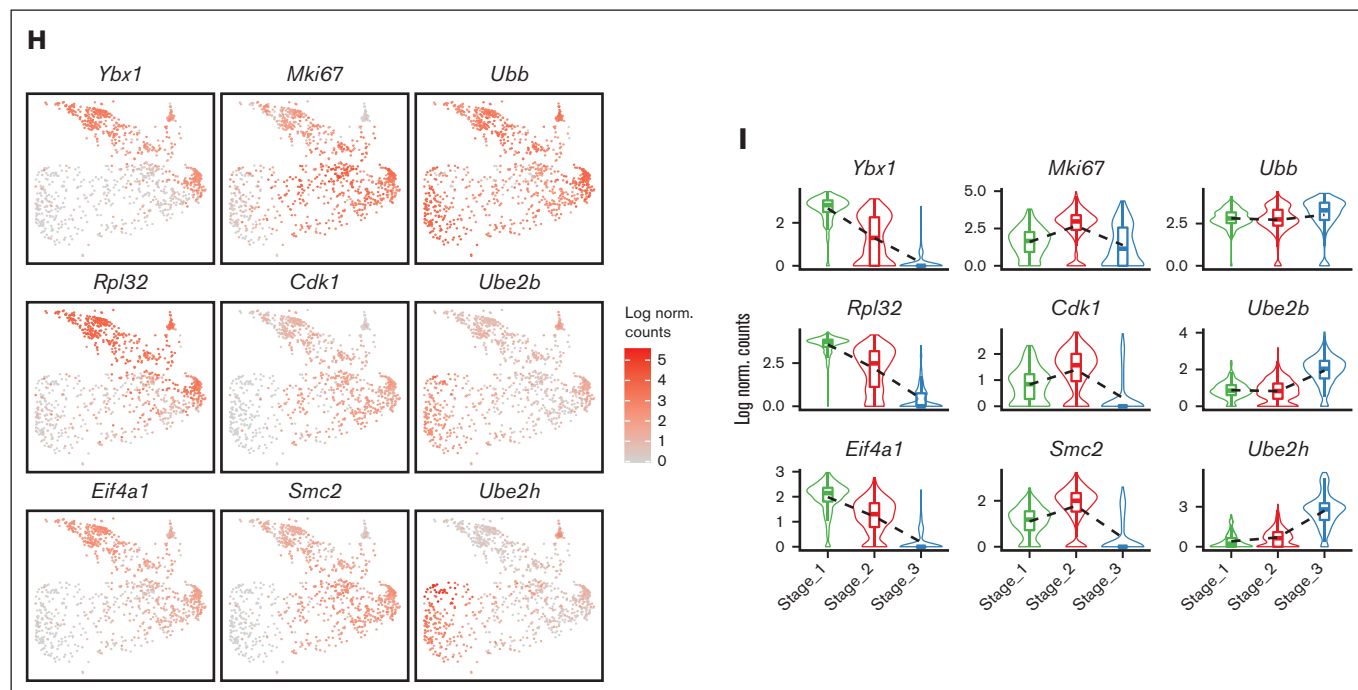 H
Ybx1 Mki67 Ubb
Rpl32 Cdk1 Ube2b
Eif4a1 Smc2 Ube2h
Log norm.
counts
5
4
3
2
1
0
I
Ybx1 Mki67 Ubb
2
0
5.0
2.5
0.0
2.5
0.0
Rpl32 Cdk1 Ube2b
2.5
0.0
2
1
0
4
2
0
Eif4a1 Smc2 Ube2h
3
2
1
0
2
0
3
0
Log norm. counts
Stage_1 Stage_2 Stage_3 Stage_1 Stage_2 Stage_3 Stage_1 Stage_2 Stage_3